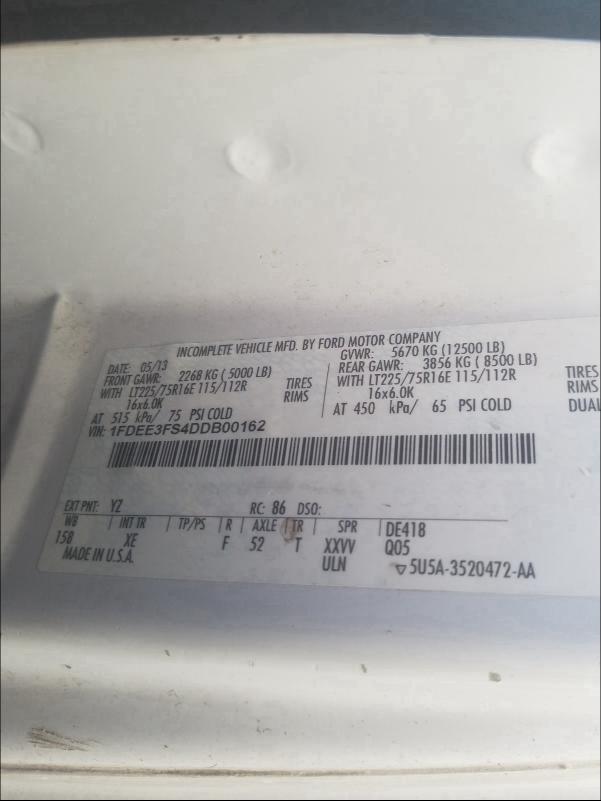 INCOMPLETE VEHICLE MFD. BY FORD MOTOR COMPANY
DATE: 05/13 GVWR: 5670 KG (12500 LB)
FRONT GAWR: 2268 KG ( 5000 LB) REAR GAWR: 3856 KG ( 8500 LB)
WITH LT225/75R16E 115/112R TIRES WITH LT225/75R16E 115/112R TIRES
16x6.0K RIMS 16x6.0K RIMS
AT 515 kPa/ 75 PSI COLD AT 450 kPa/ 65 PSI COLD DUAL
VIN: 1FDEE3FS4DDB00162
EXT PNT: YZ RC: 86 DSO:
WB INT TR TP/PS R AXLE TR SPR DE418
158 XE F 52 T XXVV Q05
MADE IN U.S.A. ULN ▽5U5A-3520472-AA